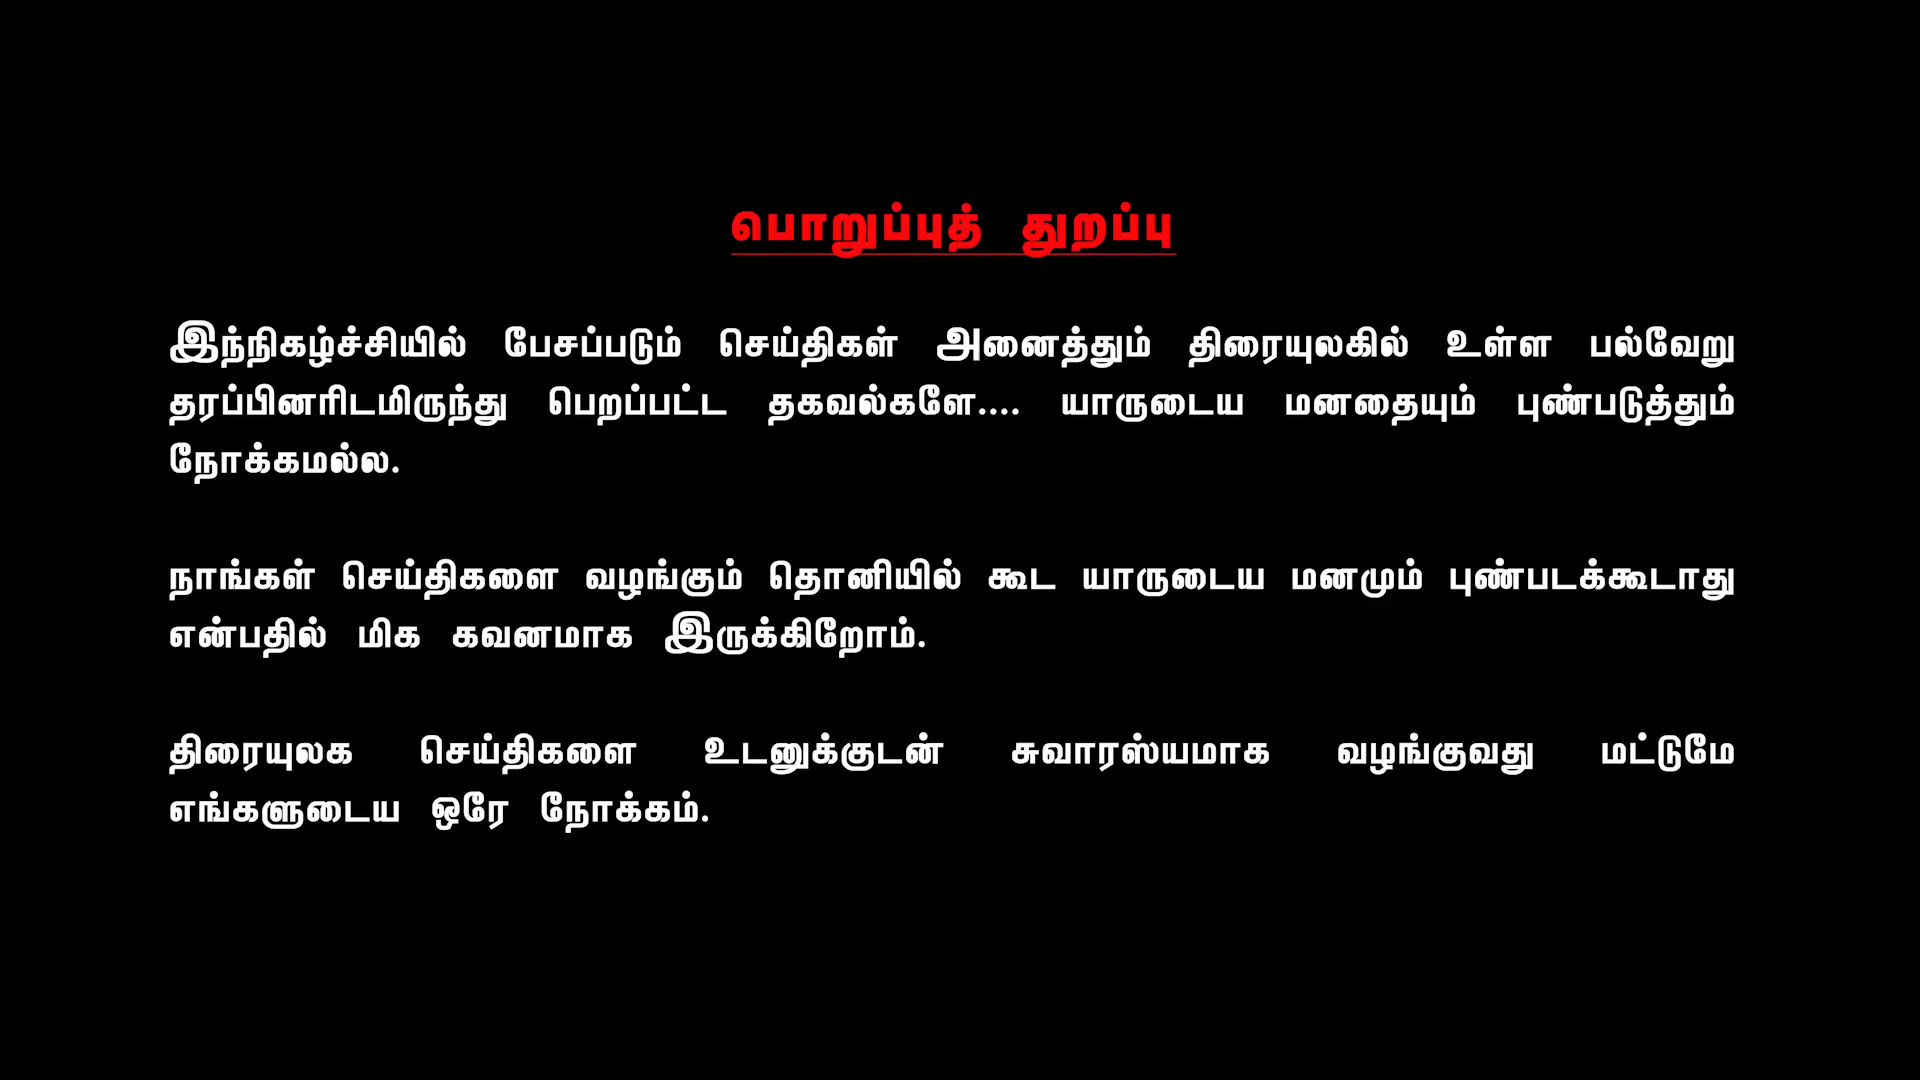 பொறுப்புத் துறப்பு
இந்நிகழ்ச்சியில் பேசப்படும் செய்திகள் அனைத்தும் திரையுலகில் உள்ள பல்வேறு
தரப்பினரிடமிருந்து பெறப்பட்ட தகவல்களே.... யாருடைய மனதையும் புண்படுத்தும்
நோக்கமல்ல.
நாங்கள் செய்திகளை வழங்கும் தொனியில் கூட யாருடைய மனமும் புண்படக்கூடாது
என்பதில் மிக கவனமாக இருக்கிறோம்.
திரையுலக செய்திகளை உடனுக்குடன் சுவாரஸ்யமாக வழங்குவது மட்டுமே
எங்களுடைய ஒரே நோக்கம்.